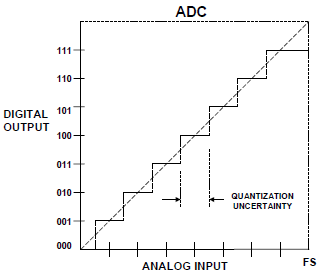 ADC
111
110
101
100
011
010
001
000
DIGITAL
OUTPUT
QUANTIZATION
UNCERTAINTY
ANALOG INPUT
FS